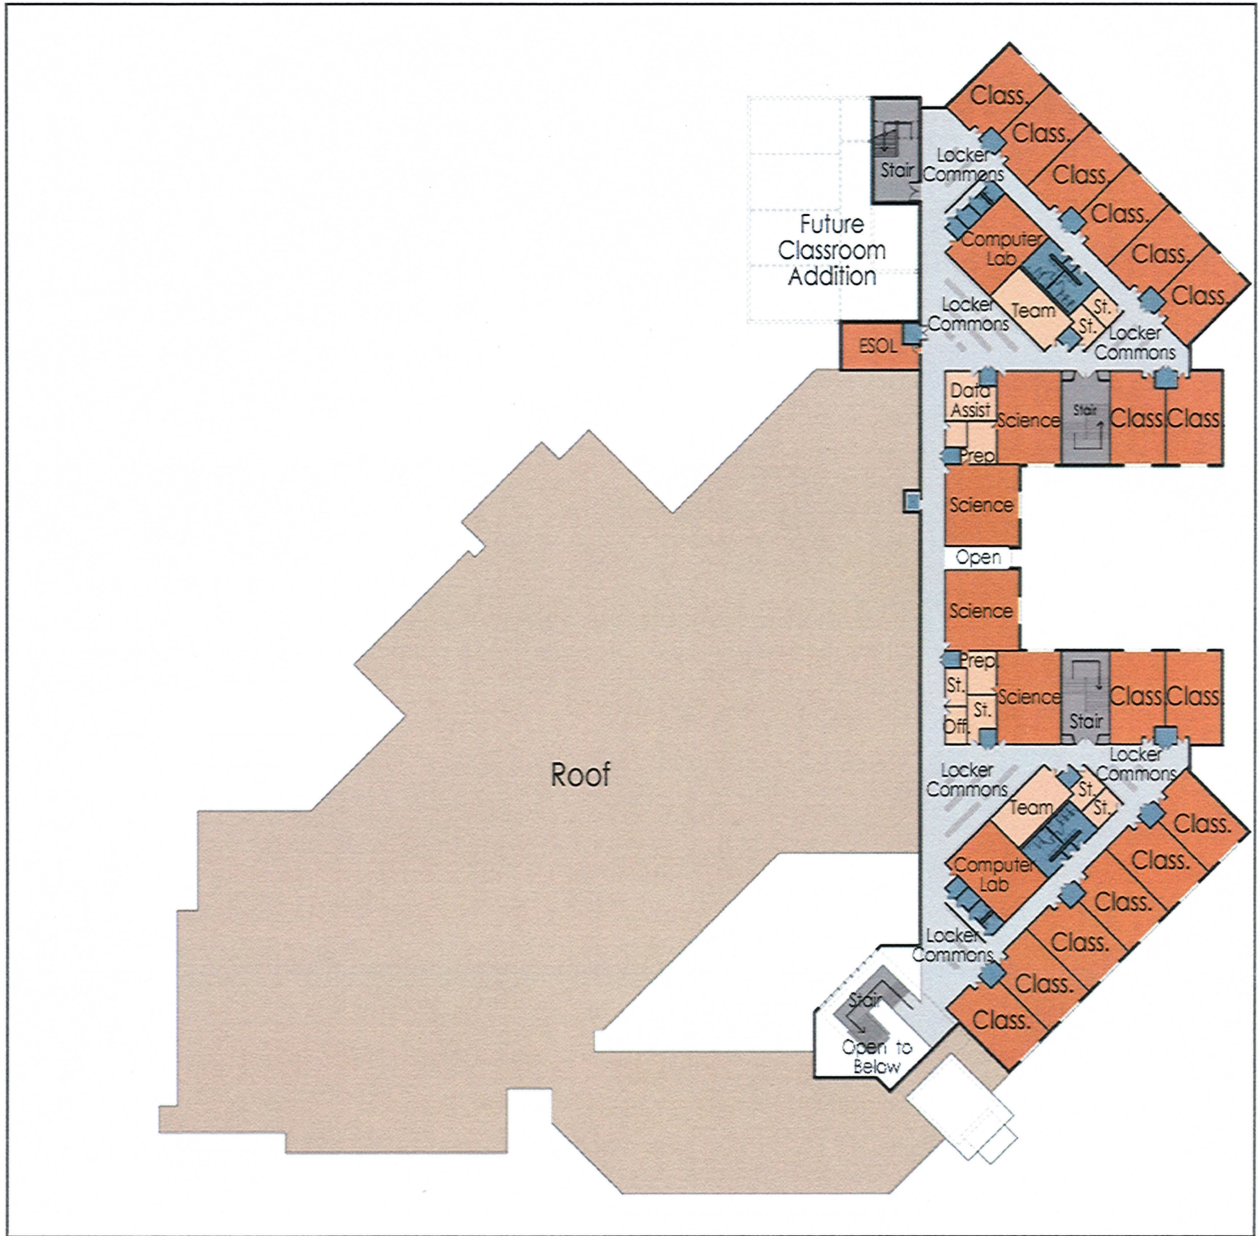 Class.
Class.
Locker
Commons
Stair
Class.
Class.
Future
Classroom
Addition
Computer
Lab
Class.
Class.
Team
St.
St.
Locker
Commons
Locker
Commons
ESOL
Data
Assist
Science
Stair
Class.
Class.
Prep.
Science
Open
Science
Prep.
St.
St.
Off.
Science
Stair
Class.
Class.
Locker
Commons
Locker
Commons
Roof
Team
St.
St.
Class.
Class.
Computer
Lab
Class.
Class.
Locker
Commons
Class.
Stair
Class.
Open to
Below